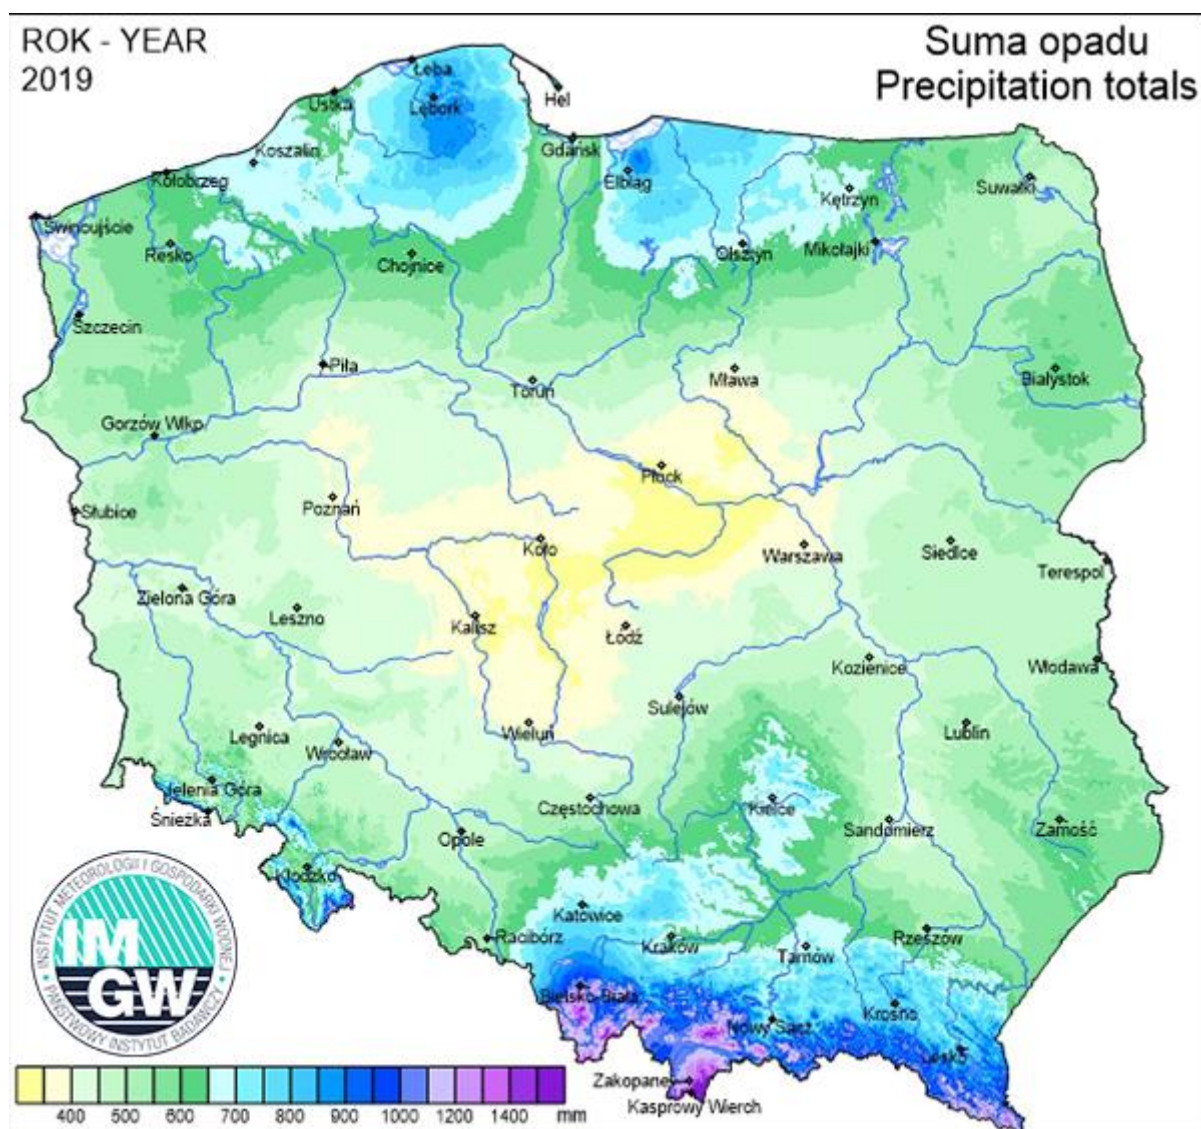 ROK - YEAR
2019
Suma opadu
Precipitation totals
Łeba
Ustka
Lębork
Hel
Koszalin
Gdańsk
Kołobrzeg
Elbląg
Kętrzyn
Suwałki
Świnoujście
Resko
Chojnice
Olsztyn
Mikołajki
Szczecin
Piła
Toruń
Mława
Białystok
Gorzów Wlkp
Płock
Słubice
Poznań
Koło
Warszawa
Siedlce
Terespol
Zielona Góra
Leszno
Kalisz
Łódź
Kozienice
Włodawa
Sulejów
Legnica
Wrocław
Wieluń
Lublin
Jelenia Góra
Śnieżka
Częstochowa
Kielce
Sandomierz
Zamość
Opole
Kłodzko
Katowice
Racibórz
Kraków
Tarnów
Rzeszów
Bielsko-Biała
Nowy Sącz
Krosno
Lesko
Zakopane
Kasprowy Wierch
INSTYTUT METEOROLOGII I GOSPODARKI WODNEJ
IM
GW
PAŃSTWOWY INSTYTUT BADAWCZY
400 500 600 700 800 900 1000 1200 1400 mm